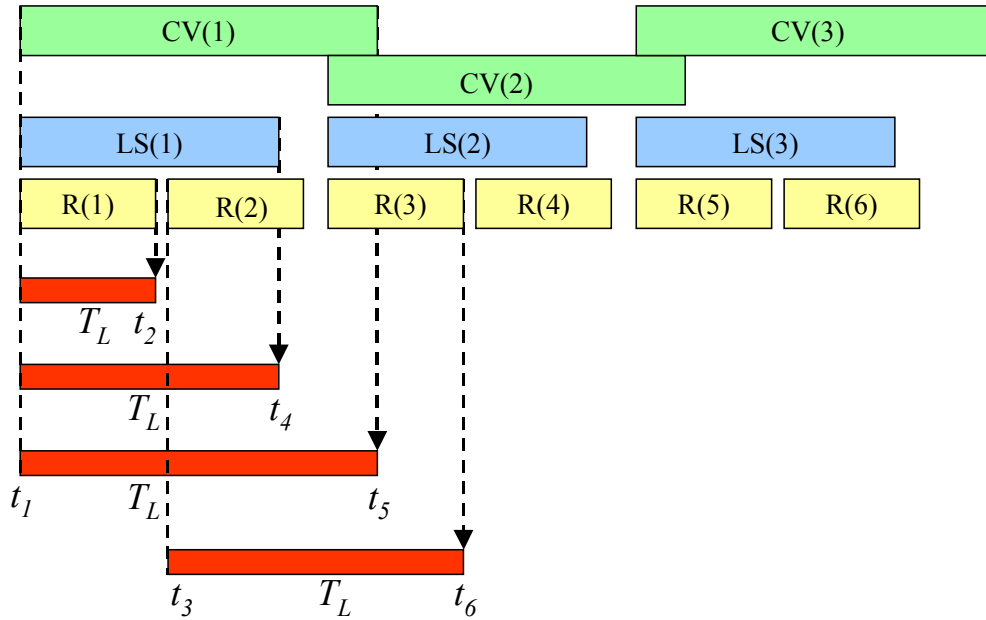 CV(1) CV(3)
CV(2)
LS(1) LS(2) LS(3)
R(1) R(2) R(3) R(4) R(5) R(6)
T_L t_2
T_L t_4
t_1 T_L t_5
t_3 T_L t_6